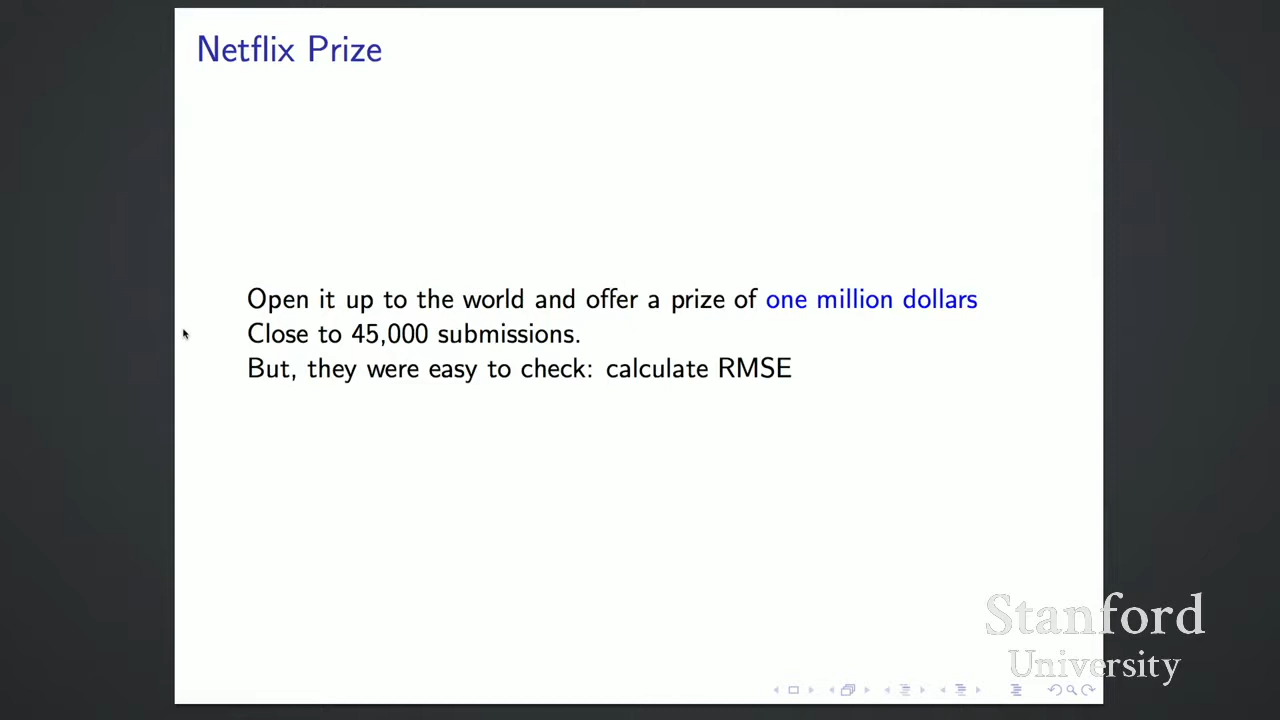 Netflix Prize
Open it up to the world and offer a prize of one million dollars
Close to 45,000 submissions.
But, they were easy to check: calculate RMSE
Stanford
University